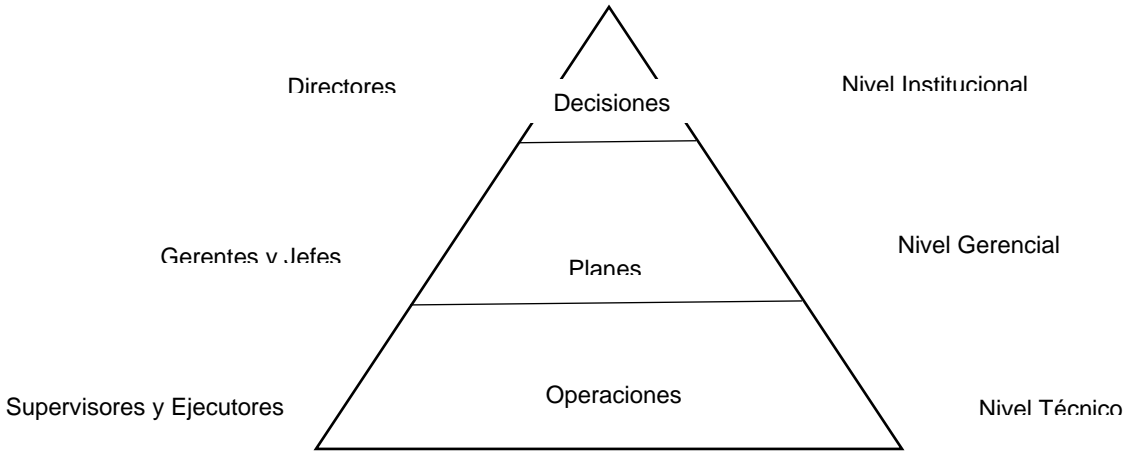 Directores
Decisiones
Nivel Institucional
Gerentes y Jefes
Planes
Nivel Gerencial
Supervisores y Ejecutores
Operaciones
Nivel Técnico